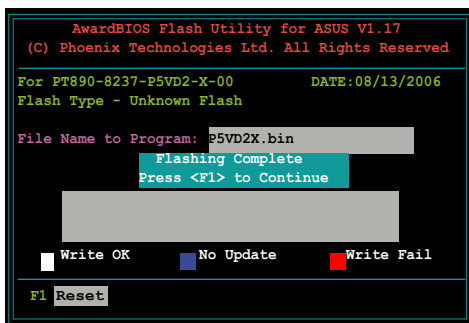 AwardBIOS Flash Utility for ASUS V1.17
(C) Phoenix Technologies Ltd. All Rights Reserved
For PT890-8237-P5VD2-X-00 DATE:08/13/2006
Flash Type - Unknown Flash
File Name to Program: P5VD2X.bin
Flashing Complete
Press <F1> to Continue
Write OK No Update Write Fail
F1 Reset